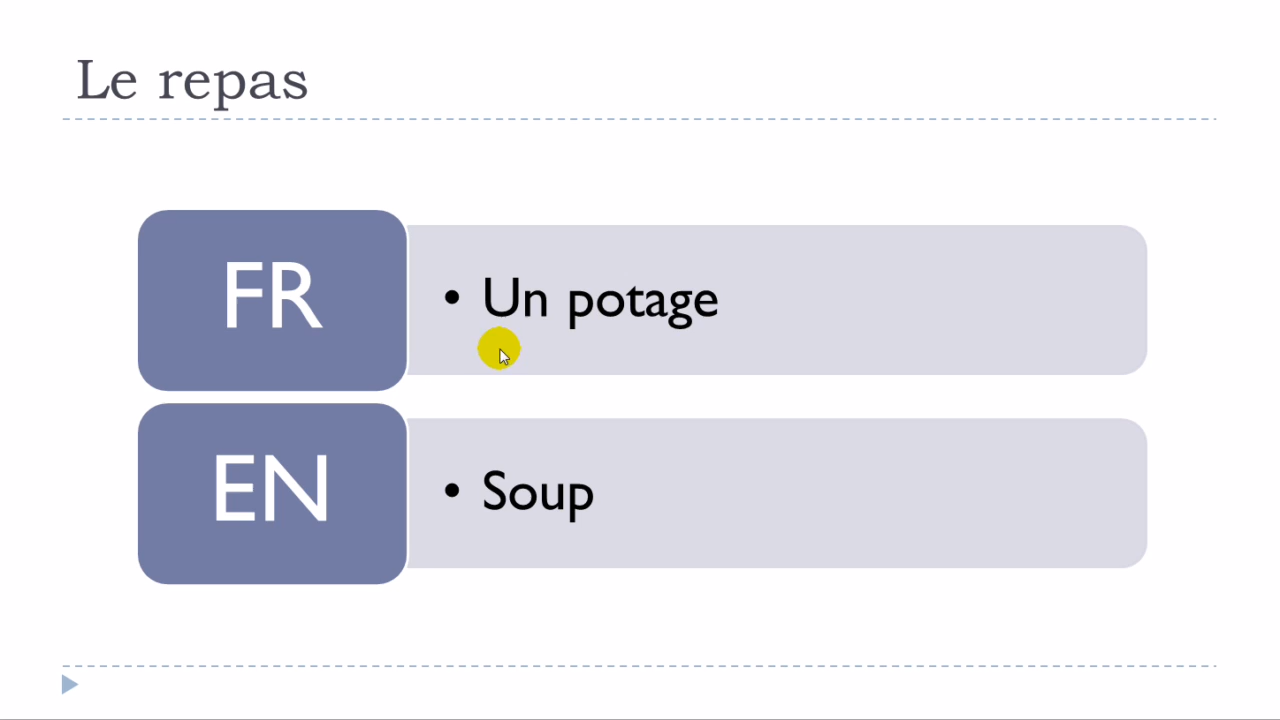 Le repas
FR
• Un potage
EN
• Soup